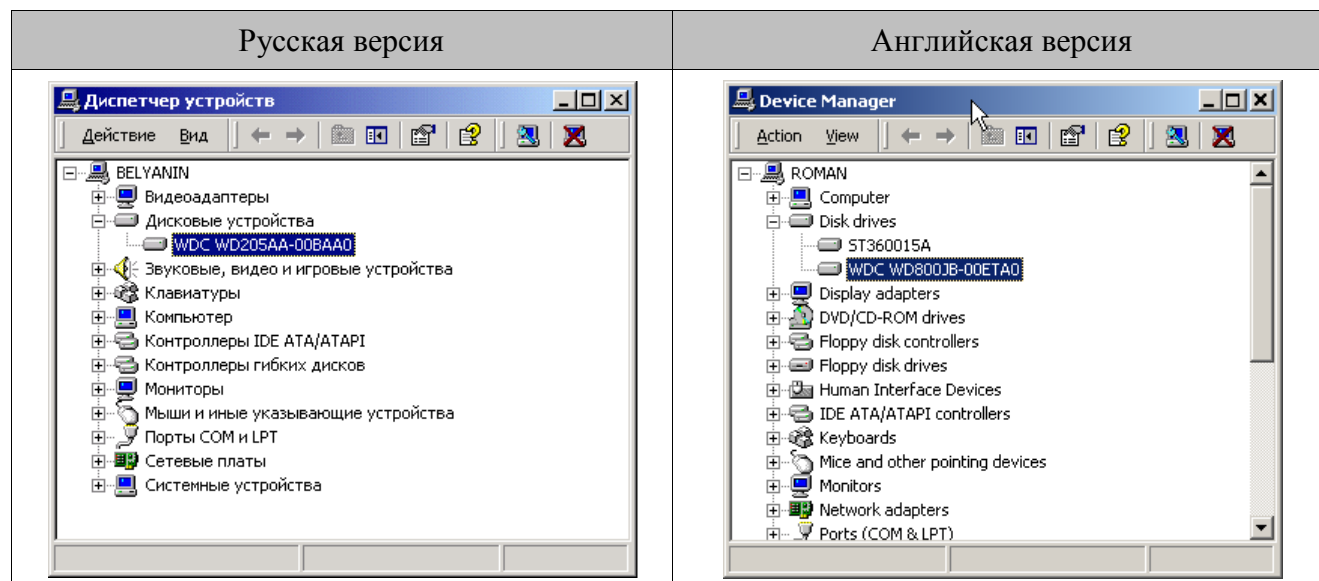 Русская версия
Английская версия
Диспетчер устройств
Действие Вид
BELYANIN
Видеоадаптеры
Дисковые устройства
WDC WD205AA-00BAA0
Звуковые, видео и игровые устройства
Клавиатуры
Компьютер
Контроллеры IDE ATA/ATAPI
Контроллеры гибких дисков
Мониторы
Мыши и иные указывающие устройства
Порты COM и LPT
Сетевые платы
Системные устройства
Device Manager
Action View
ROMAN
Computer
Disk drives
ST360015A
WDC WD800JB-00ETA0
Display adapters
DVD/CD-ROM drives
Floppy disk controllers
Floppy disk drives
Human Interface Devices
IDE ATA/ATAPI controllers
Keyboards
Mice and other pointing devices
Monitors
Network adapters
Ports (COM & LPT)